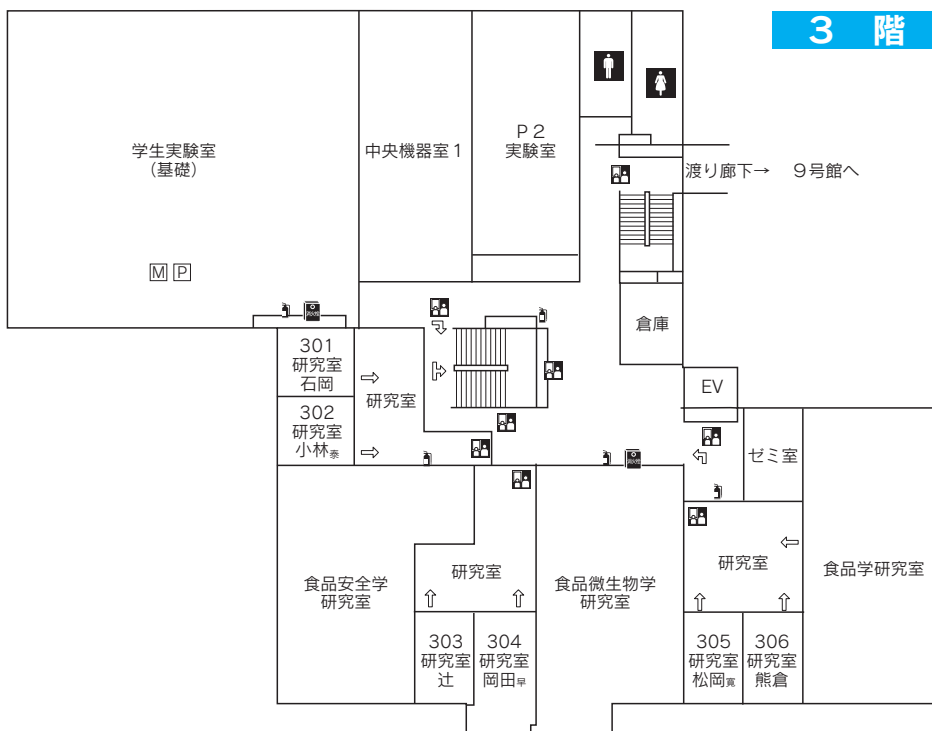 3 階
学生実験室
(基礎)
中央機器室1
P2
実験室
渡り廊下→ 9号館へ
M P
倉庫
301
研究室
石岡
302
研究室
小林泰
研究室
EV
ゼミ室
食品安全学
研究室
研究室
食品微生物学
研究室
研究室
食品学研究室
303
研究室
辻
304
研究室
岡田早
305
研究室
松岡寛
306
研究室
熊倉